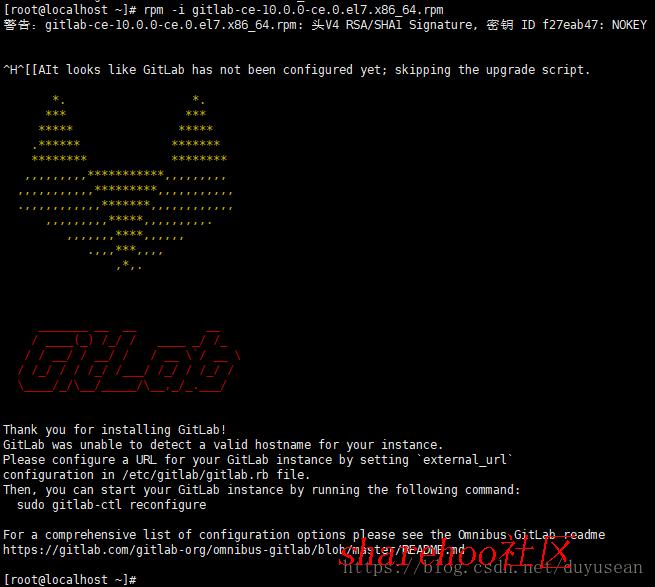 [root@localhost ~]# rpm -i gitlab-ce-10.0.0-ce.0.el7.x86_64.rpm
警告：gitlab-ce-10.0.0-ce.0.el7.x86_64.rpm: 头V4 RSA/SHA1 Signature, 密钥 ID f27eab47: NOKEY
^H^[[AIt looks like GitLab has not been configured yet; skipping the upgrade script.
GitLab
Thank you for installing GitLab!
GitLab was unable to detect a valid hostname for your instance.
Please configure a URL for your GitLab instance by setting `external_url`
configuration in /etc/gitlab/gitlab.rb file.
Then, you can start your GitLab instance by running the following command:
sudo gitlab-ctl reconfigure
For a comprehensive list of configuration options please see the Omnibus GitLab readme
https://gitlab.com/gitlab-org/omnibus-gitlab/blob/master/README.md
sharehoo社区
https://blog.csdn.net/duyusean
[root@localhost ~]#